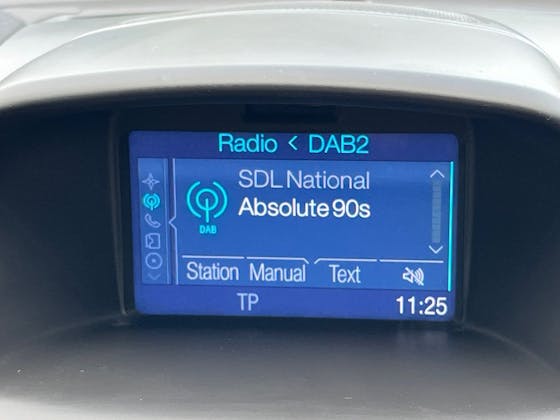 Radio < DAB2
SDL National
Absolute 90s
DAB
Station Manual Text
TP 11:25